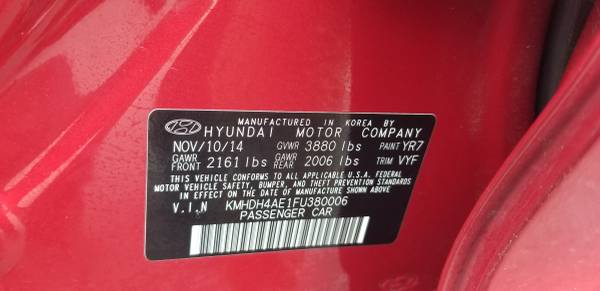 MANUFACTURED IN KOREA BY
HYUNDAI MOTOR COMPANY
NOV/10/14 GVWR 3880 lbs PAINT YR7
GAWR FRONT 2161 lbs GAWR REAR 2006 lbs TRIM VYF
THIS VEHICLE CONFORMS TO ALL APPLICABLE U.S.A. FEDERAL
MOTOR VEHICLE SAFETY, BUMPER, AND THEFT PREVENTION STANDARDS
IN EFFECT ON THE DATE OF MANUFACTURE SHOWN ABOVE.
V.I.N KMHDH4AE1FU380006
PASSENGER CAR